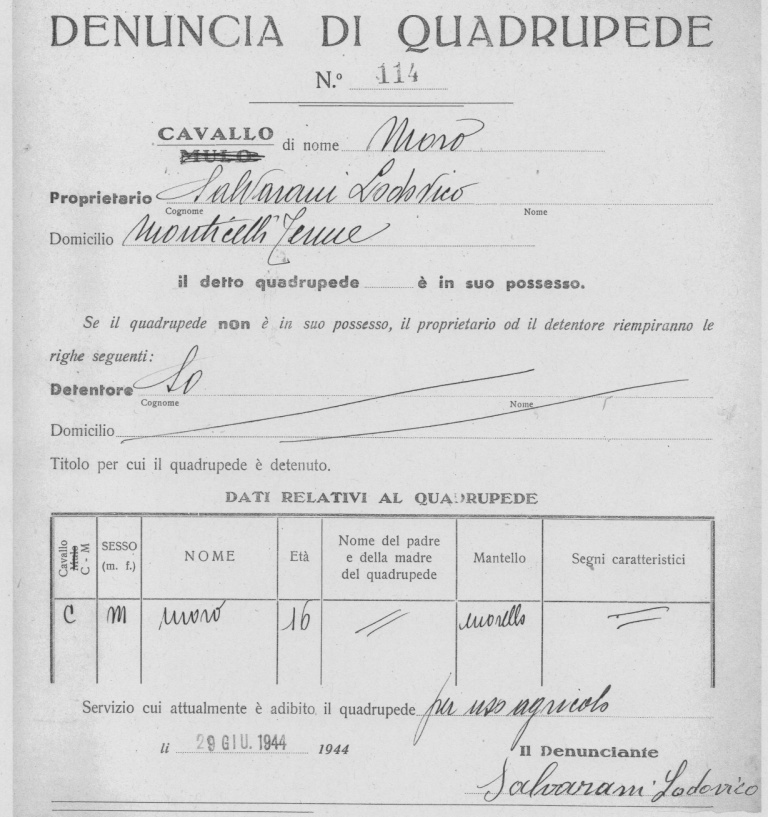 DENUNCIA DI QUADRUPEDE
N.º 114
CAVALLO
MULO
di nome Moro
Proprietario Salvarani Lodovico
Cognome Nome
Domicilio Monticelli Terme
il detto quadrupede è in suo possesso.
Se il quadrupede non è in suo possesso, il proprietario od il detentore riempiranno le
righe seguenti:
Detentore
Cognome Nome
Domicilio
Titolo per cui il quadrupede è detenuto.
DATI RELATIVI AL QUADRUPEDE
Cavallo Mulo C - M
SESSO (m. f.)
NOME
Età
Nome del padre
e della madre
del quadrupede
Mantello
Segni caratteristici
C M moro 16 // morello =
Servizio cui attualmente è adibito il quadrupede per uso agricolo
li 29 GIU. 1944 1944
Il Denunciante
Salvarani Lodovico